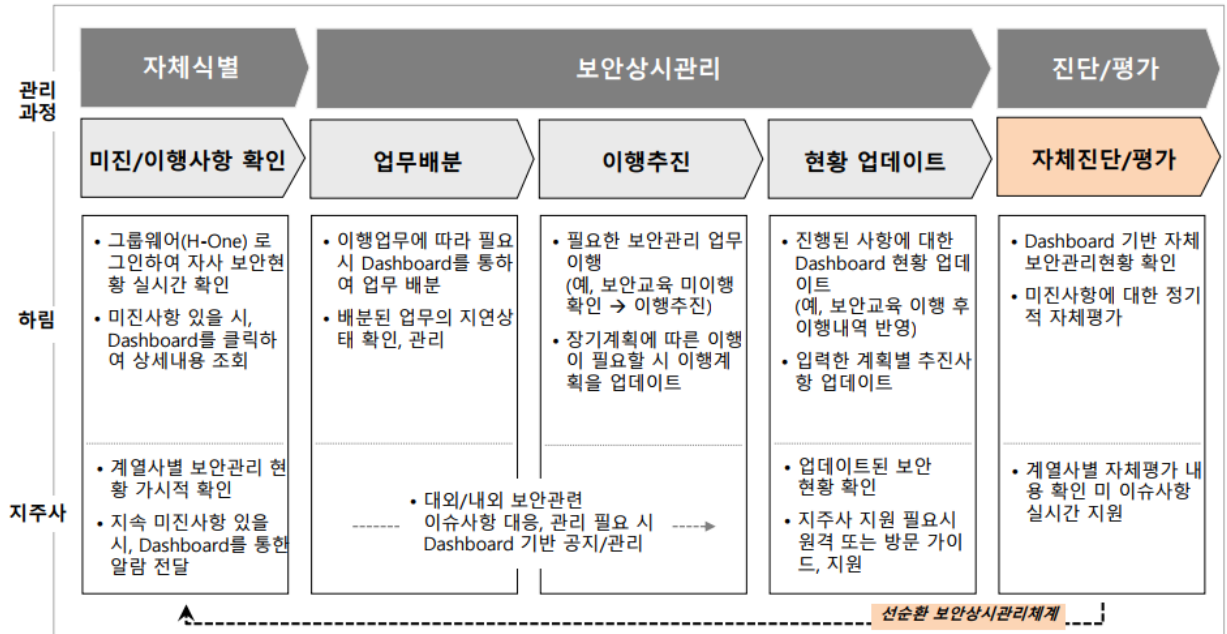 자체식별
보안상시관리
진단/평가
관리
과정
미진/이행사항 확인
업무배분
이행추진
현황 업데이트
자체진단/평가
하림
• 그룹웨어(H-One) 로
그인하여 자사 보안현
황 실시간 확인
• 미진사항 있을 시,
Dashboard를 클릭하
여 상세내용 조회
• 이행업무에 따라 필요
시 Dashboard를 통하
여 업무 배분
• 배분된 업무의 지연상
태 확인, 관리
• 필요한 보안관리 업무
이행
(예, 보안교육 미이행
확인 → 이행추진)
• 장기계획에 따른 이행
이 필요할 시 이행계
획을 업데이트
• 진행된 사항에 대한
Dashboard 현황 업데
이트
(예, 보안교육 이행 후
이행내역 반영)
• 입력한 계획별 추진사
항 업데이트
• Dashboard 기반 자체
보안관리현황 확인
• 미진사항에 대한 정기
적 자체평가
지주사
• 계열사별 보안관리 현
황 가시적 확인
• 지속 미진사항 있을
시, Dashboard를 통한
알람 전달
• 대외/내외 보안관련
이슈사항 대응, 관리 필요 시
Dashboard 기반 공지/관리
• 업데이트된 보안
현황 확인
• 지주사 지원 필요시
원격 또는 방문 가이
드, 지원
• 계열사별 자체평가 내
용 확인 미 이슈사항
실시간 지원
선순환 보안상시관리체계